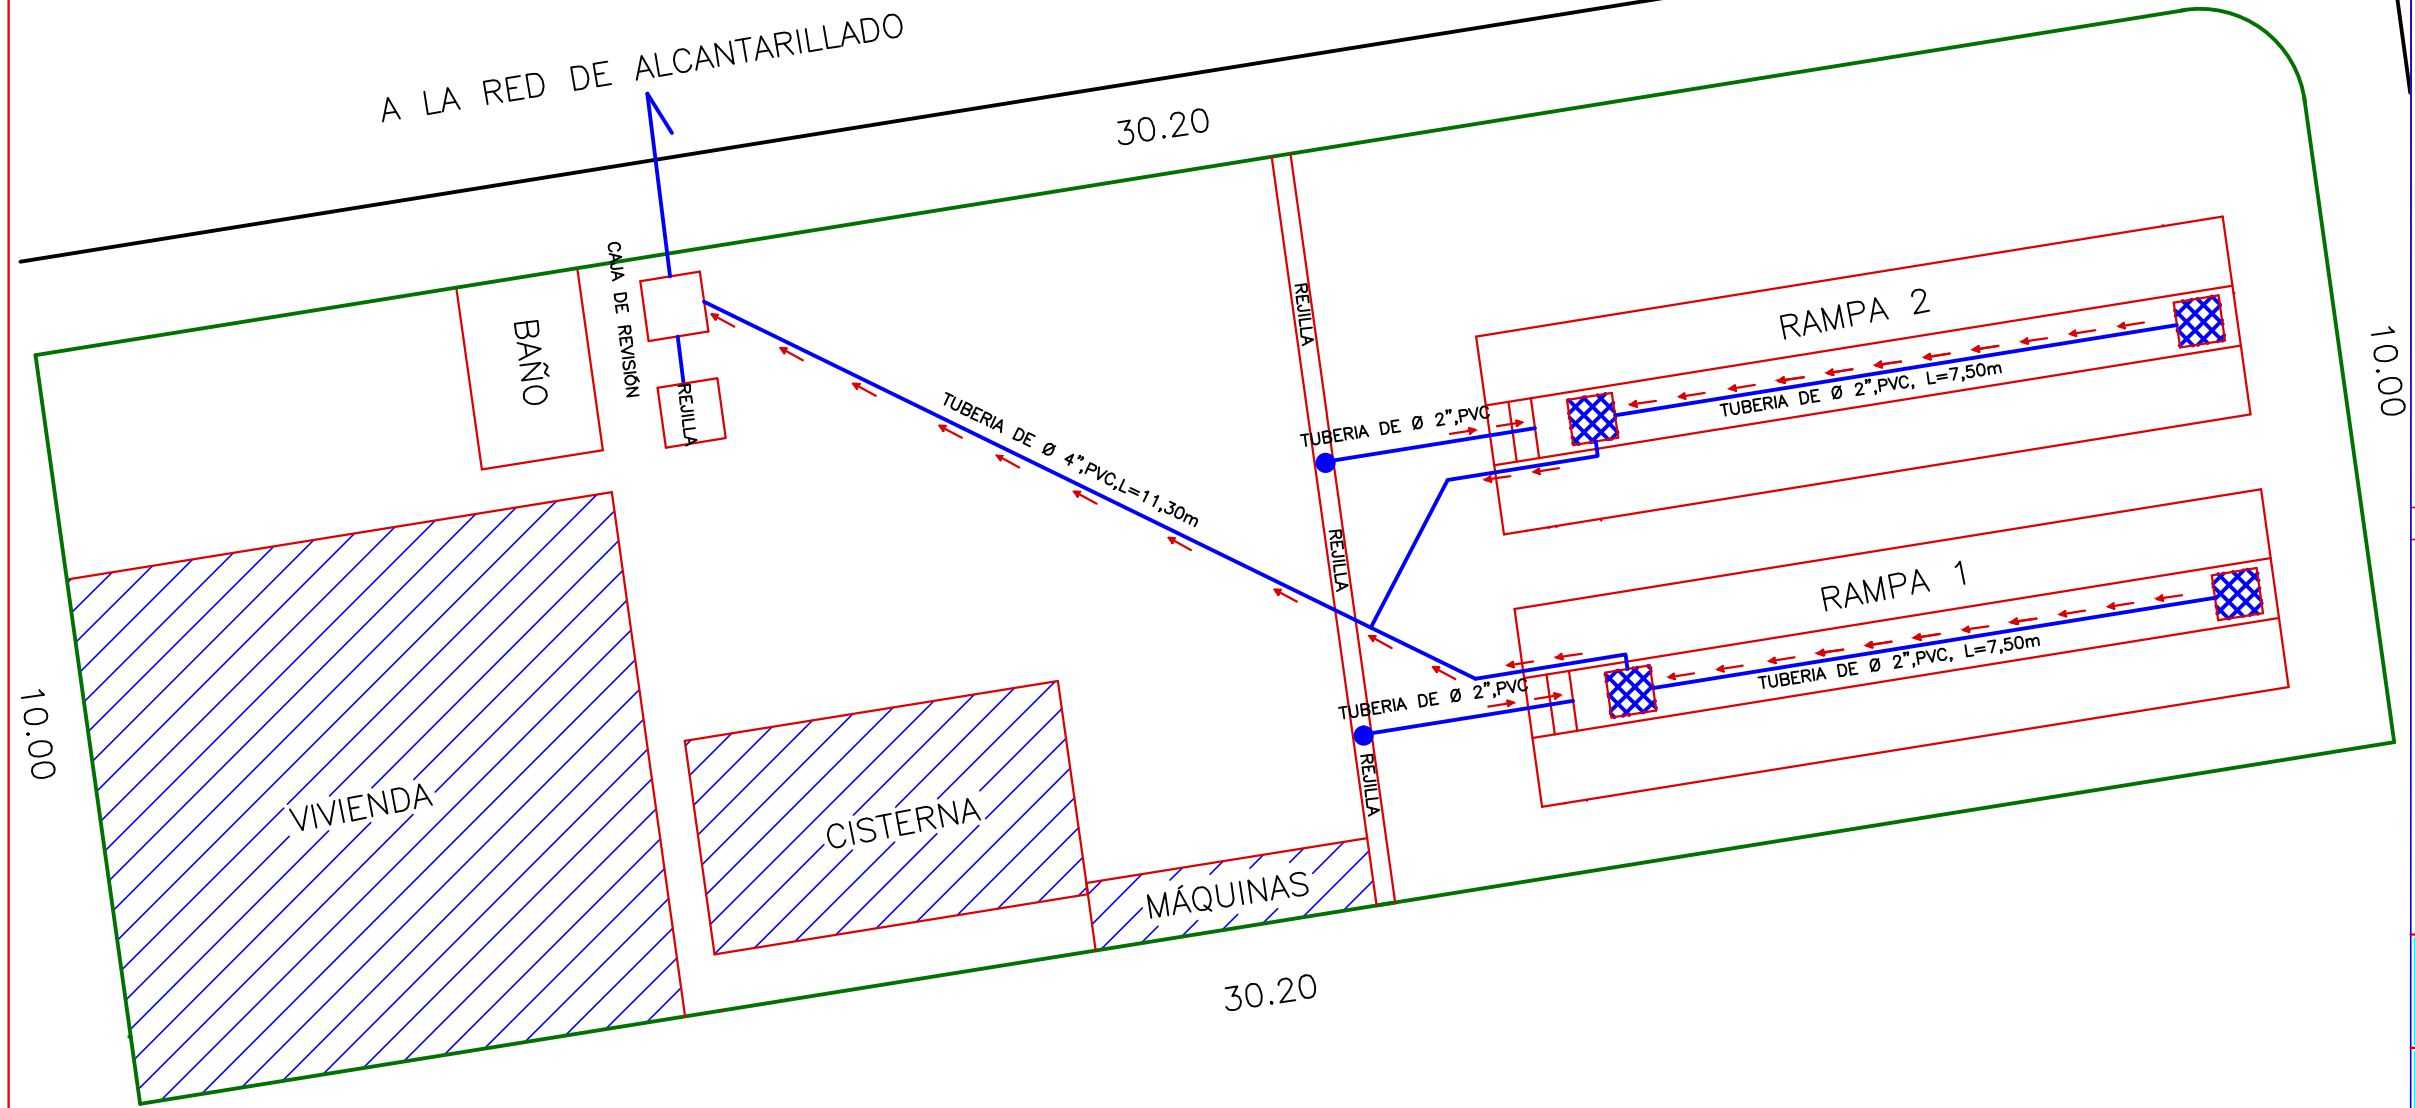 A LA RED DE ALCANTARILLADO
30.20
10.00
BAÑO
CAJA DE REVISIÓN
REJILLA
REJILLA
RAMPA 2
TUBERIA DE Ø 2",PVC, L=7,50m
TUBERIA DE Ø 2",PVC
TUBERIA DE Ø 4",PVC,L=11,30m
REJILLA
RAMPA 1
TUBERIA DE Ø 2",PVC, L=7,50m
TUBERIA DE Ø 2",PVC
REJILLA
10.00
VIVIENDA
CISTERNA
MÁQUINAS
30.20